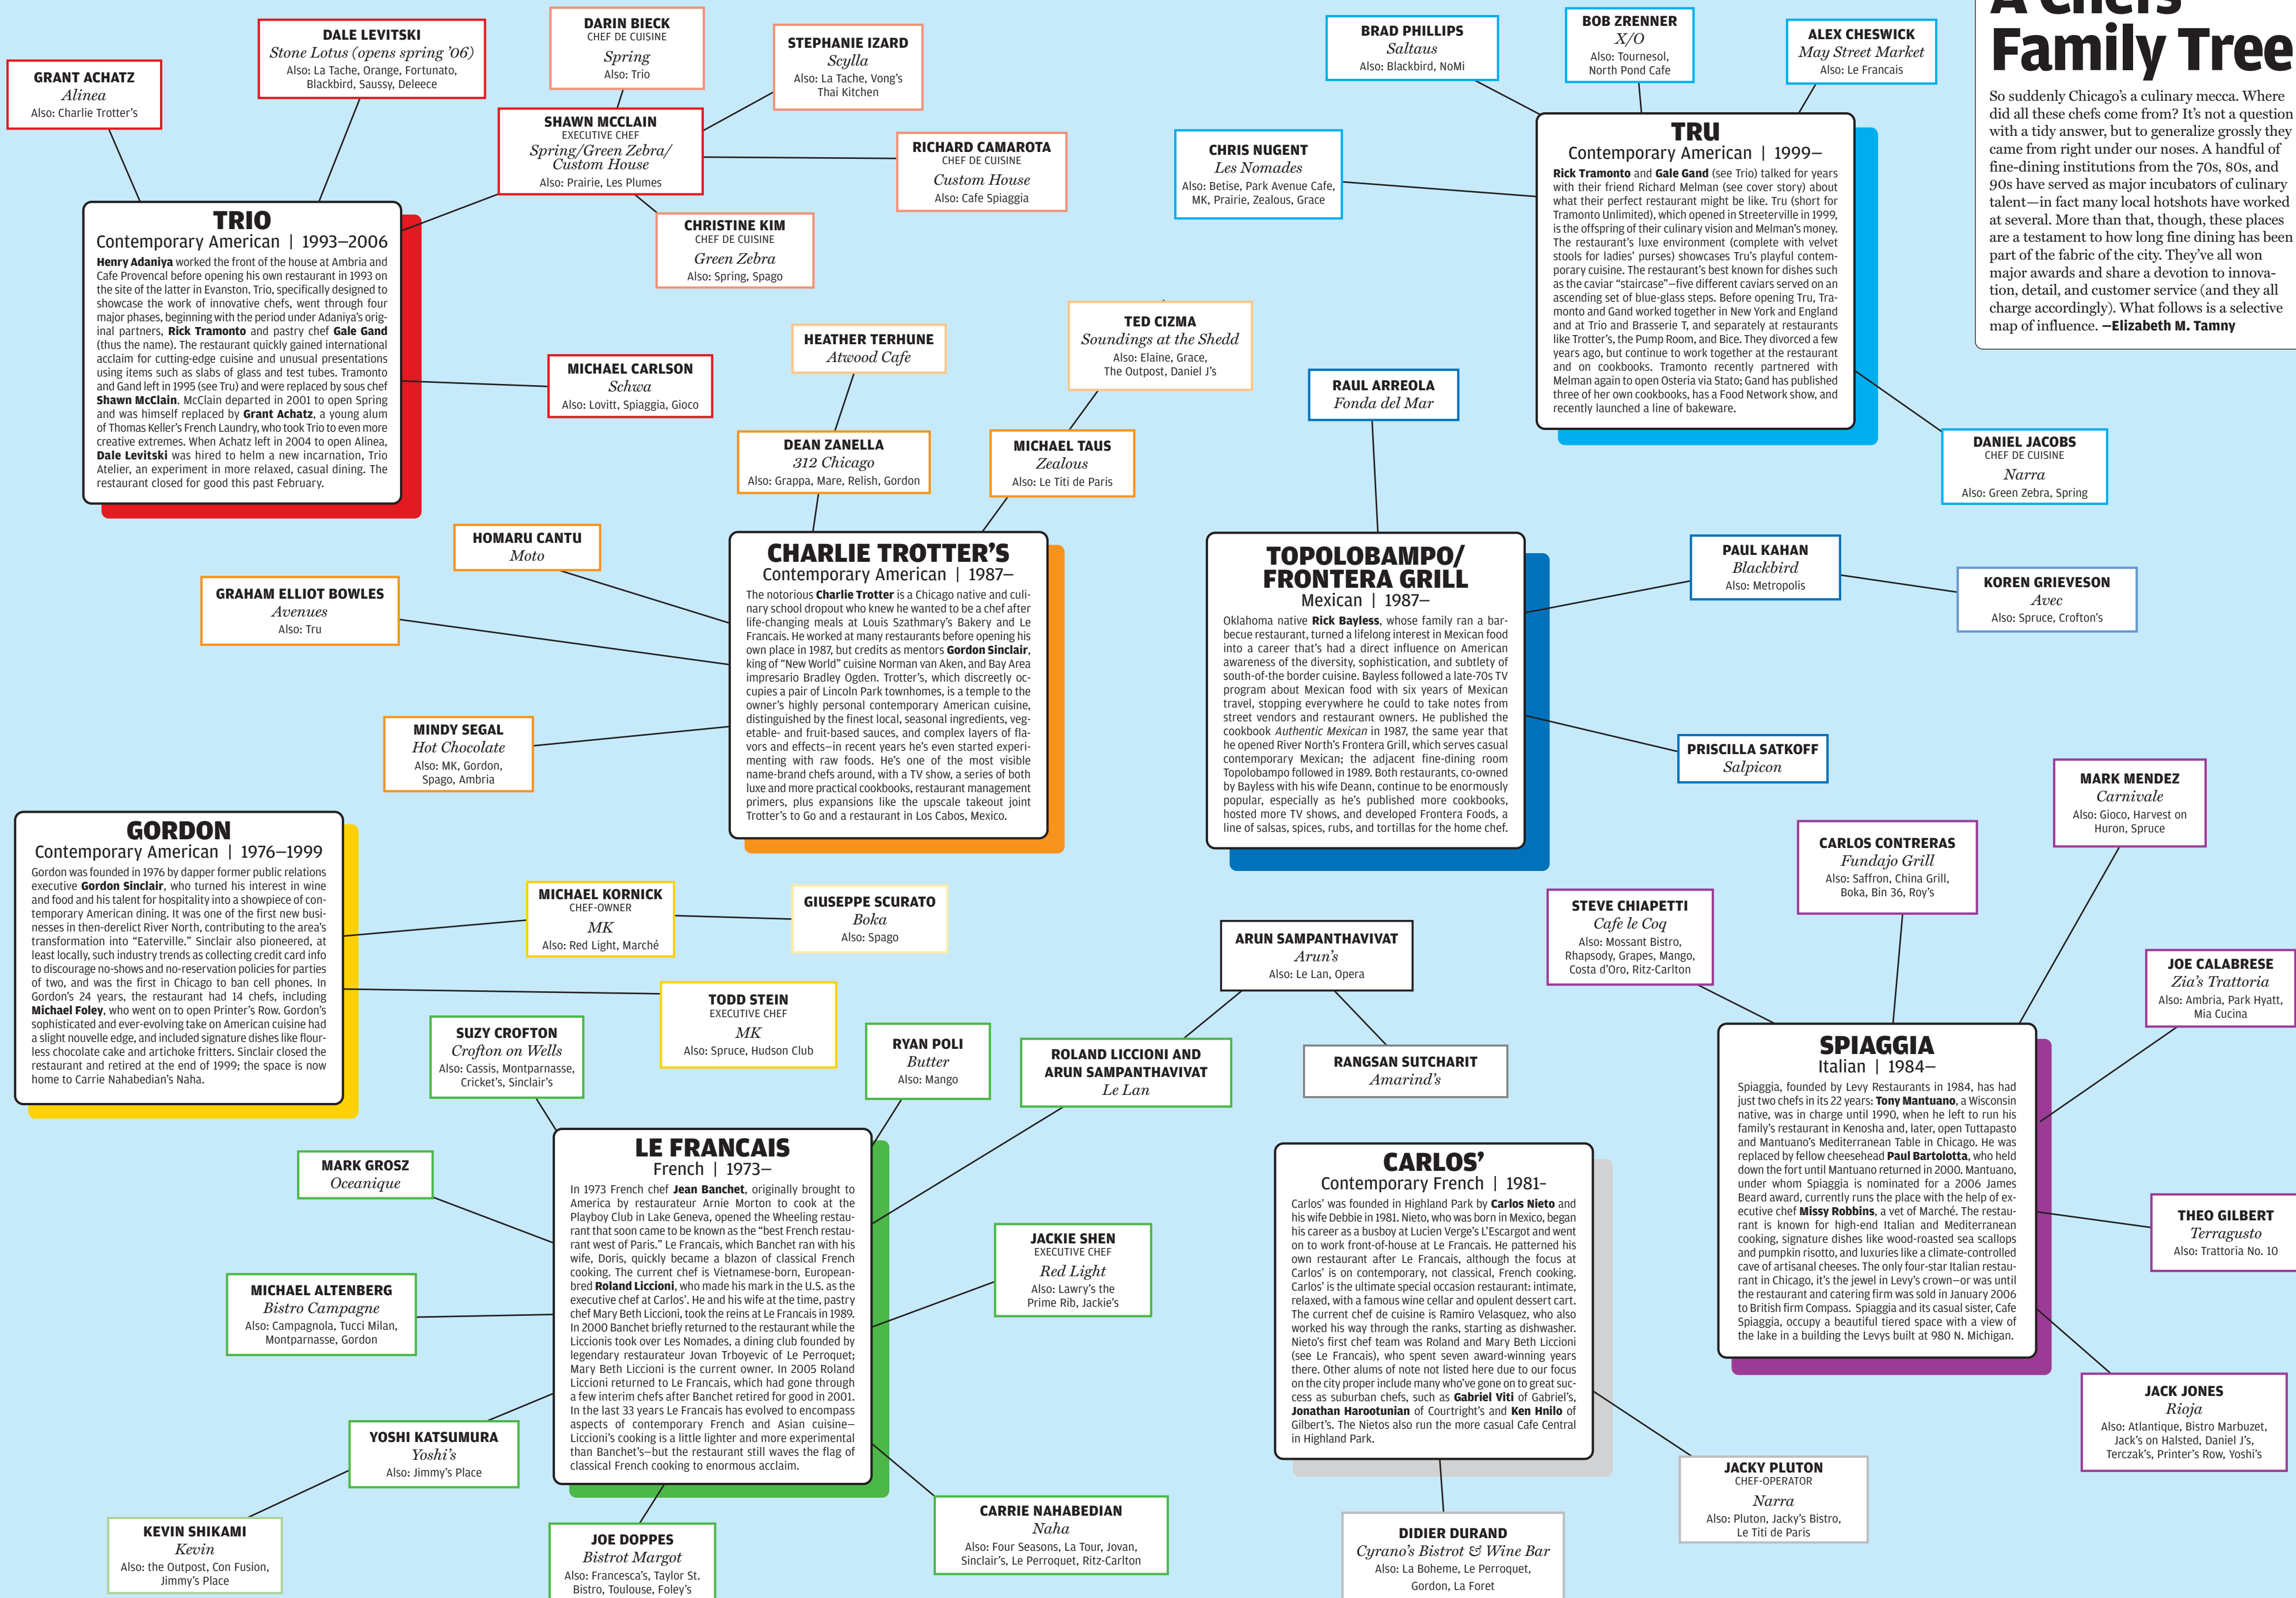 A Chefs'
Family Tree
So suddenly Chicago's a culinary mecca. Where
did all these chefs come from? It's not a question
with a tidy answer, but to generalize grossly they
came from right under our noses. A handful of
fine-dining institutions from the 70s, 80s, and
90s have served as major incubators of culinary
talent—in fact many local hotshots have worked
at several. More than that, though, these places
are a testament to how long fine dining has been
part of the fabric of the city. They've all won
major awards and share a devotion to innova-
tion, detail, and customer service (and they all
charge accordingly). What follows is a selective
map of influence. —Elizabeth M. Tamny
GRANT ACHATZ
Alinea
Also: Charlie Trotter's
DALE LEVITSKI
Stone Lotus (opens spring '06)
Also: La Tache, Orange, Fortunato,
Blackbird, Saussy, Deleece
DARIN BIECK
CHEF DE CUISINE
Spring
Also: Trio
STEPHANIE IZARD
Scylla
Also: La Tache, Vong's
Thai Kitchen
SHAWN MCCLAIN
EXECUTIVE CHEF
Spring/Green Zebra/
Custom House
Also: Prairie, Les Plumes
RICHARD CAMAROTA
CHEF DE CUISINE
Custom House
Also: Cafe Spiaggia
CHRISTINE KIM
CHEF DE CUISINE
Green Zebra
Also: Spring, Spago
TRIO
Contemporary American | 1993–2006
Henry Adaniya worked the front of the house at Ambria and
Cafe Provencal before opening his own restaurant in 1993 on
the site of the latter in Evanston. Trio, specifically designed to
showcase the work of innovative chefs, went through four
major phases, beginning with the period under Adaniya's orig-
inal partners, Rick Tramonto and pastry chef Gale Gand
(thus the name). The restaurant quickly gained international
acclaim for cutting-edge cuisine and unusual presentations
using items such as slabs of glass and test tubes. Tramonto
and Gand left in 1995 (see Tru) and were replaced by sous chef
Shawn McClain. McClain departed in 2001 to open Spring
and was himself replaced by Grant Achatz, a young alum
of Thomas Keller's French Laundry, who took Trio to even more
creative extremes. When Achatz left in 2004 to open Alinea,
Dale Levitski was hired to helm a new incarnation, Trio
Atelier, an experiment in more relaxed, casual dining. The
restaurant closed for good this past February.
MICHAEL CARLSON
Schwa
Also: Lovitt, Spiaggia, Gioco
BRAD PHILLIPS
Saltaus
Also: Blackbird, NoMi
BOB ZRENNER
X/O
Also: Tournesol,
North Pond Cafe
ALEX CHESWICK
May Street Market
Also: Le Francais
CHRIS NUGENT
Les Nomades
Also: Betise, Park Avenue Cafe,
MK, Prairie, Zealous, Grace
TRU
Contemporary American | 1999–
Rick Tramonto and Gale Gand (see Trio) talked for years
with their friend Richard Melman (see cover story) about
what their perfect restaurant might be like. Tru (short for
Tramonto Unlimited), which opened in Streeterville in 1999,
is the offspring of their culinary vision and Melman's money.
The restaurant's luxe environment (complete with velvet
stools for ladies' purses) showcases Tru's playful contem-
porary cuisine. The restaurant's best known for dishes such
as the caviar "staircase"—five different caviars served on an
ascending set of blue-glass steps. Before opening Tru, Tra-
monto and Gand worked together in New York and England
and at Trio and Brasserie T, and separately at restaurants
like Trotter's, the Pump Room, and Bice. They divorced a few
years ago, but continue to work together at the restaurant
and on cookbooks. Tramonto recently partnered with
Melman again to open Osteria via Stato; Gand has published
three of her own cookbooks, has a Food Network show, and
recently launched a line of bakeware.
DANIEL JACOBS
CHEF DE CUISINE
Narra
Also: Green Zebra, Spring
HEATHER TERHUNE
Atwood Cafe
TED CIZMA
Soundings at the Shedd
Also: Elaine, Grace,
The Outpost, Daniel J's
DEAN ZANELLA
312 Chicago
Also: Grappa, Mare, Relish, Gordon
MICHAEL TAUS
Zealous
Also: Le Titi de Paris
HOMARU CANTU
Moto
GRAHAM ELLIOT BOWLES
Avenues
Also: Tru
MINDY SEGAL
Hot Chocolate
Also: MK, Gordon,
Spago, Ambria
CHARLIE TROTTER'S
Contemporary American | 1987–
The notorious Charlie Trotter is a Chicago native and culi-
nary school dropout who knew he wanted to be a chef after
life-changing meals at Louis Szathmary's Bakery and Le
Francais. He worked at many restaurants before opening his
own place in 1987, but credits as mentors Gordon Sinclair,
king of "New World" cuisine Norman van Aken, and Bay Area
impresario Bradley Ogden. Trotter's, which discreetly oc-
cupies a pair of Lincoln Park townhomes, is a temple to the
owner's highly personal contemporary American cuisine,
distinguished by the finest local, seasonal ingredients, veg-
etable- and fruit-based sauces, and complex layers of fla-
vors and effects—in recent years he's even started experi-
menting with raw foods. He's one of the most visible
name-brand chefs around, with a TV show, a series of both
luxe and more practical cookbooks, restaurant management
primers, plus expansions like the upscale takeout joint
Trotter's to Go and a restaurant in Los Cabos, Mexico.
RAUL ARREOLA
Fonda del Mar
TOPOLOBAMPO/
FRONTERA GRILL
Mexican | 1987–
Oklahoma native Rick Bayless, whose family ran a bar-
becue restaurant, turned a lifelong interest in Mexican food
into a career that's had a direct influence on American
awareness of the diversity, sophistication, and subtlety of
south-of-the border cuisine. Bayless followed a late-70s TV
program about Mexican food with six years of Mexican
travel, stopping everywhere he could to take notes from
street vendors and restaurant owners. He published the
cookbook Authentic Mexican in 1987, the same year that
he opened River North's Frontera Grill, which serves casual
contemporary Mexican; the adjacent fine-dining room
Topolobampo followed in 1989. Both restaurants, co-owned
by Bayless with his wife Deann, continue to be enormously
popular, especially as he's published more cookbooks,
hosted more TV shows, and developed Frontera Foods, a
line of salsas, spices, rubs, and tortillas for the home chef.
PAUL KAHAN
Blackbird
Also: Metropolis
KOREN GRIEVESON
Avec
Also: Spruce, Crofton's
PRISCILLA SATKOFF
Salpicon
GORDON
Contemporary American | 1976–1999
Gordon was founded in 1976 by dapper former public relations
executive Gordon Sinclair, who turned his interest in wine
and food and his talent for hospitality into a showpiece of con-
temporary American dining. It was one of the first new busi-
nesses in then-derelict River North, contributing to the area's
transformation into "Eaterville." Sinclair also pioneered, at
least locally, such industry trends as collecting credit card info
to discourage no-shows and no-reservation policies for parties
of two, and was the first in Chicago to ban cell phones. In
Gordon's 24 years, the restaurant had 14 chefs, including
Michael Foley, who went on to open Printer's Row. Gordon's
sophisticated and ever-evolving take on American cuisine had
a slight nouvelle edge, and included signature dishes like flour-
less chocolate cake and artichoke fritters. Sinclair closed the
restaurant and retired at the end of 1999; the space is now
home to Carrie Nahabedian's Naha.
MICHAEL KORNICK
CHEF-OWNER
MK
Also: Red Light, Marché
GIUSEPPE SCURATO
Boka
Also: Spago
TODD STEIN
EXECUTIVE CHEF
MK
Also: Spruce, Hudson Club
SUZY CROFTON
Crofton on Wells
Also: Cassis, Montparnasse,
Cricket's, Sinclair's
RYAN POLI
Butter
Also: Mango
ARUN SAMPANTHAVIVAT
Arun's
Also: Le Lan, Opera
ROLAND LICCIONI AND
ARUN SAMPANTHAVIVAT
Le Lan
RANGSAN SUTCHARIT
Amarind's
MARK GROSZ
Oceanique
MICHAEL ALTENBERG
Bistro Campagne
Also: Campagnola, Tucci Milan,
Montparnasse, Gordon
YOSHI KATSUMURA
Yoshi's
Also: Jimmy's Place
KEVIN SHIKAMI
Kevin
Also: the Outpost, Con Fusion,
Jimmy's Place
LE FRANCAIS
French | 1973–
In 1973 French chef Jean Banchet, originally brought to
America by restaurateur Arnie Morton to cook at the
Playboy Club in Lake Geneva, opened the Wheeling restau-
rant that soon came to be known as the "best French restau-
rant west of Paris." Le Francais, which Banchet ran with his
wife, Doris, quickly became a blazon of classical French
cooking. The current chef is Vietnamese-born, European-
bred Roland Liccioni, who made his mark in the U.S. as the
executive chef at Carlos'. He and his wife at the time, pastry
chef Mary Beth Liccioni, took the reins at Le Francais in 1989.
In 2000 Banchet briefly returned to the restaurant while the
Liccionis took over Les Nomades, a dining club founded by
legendary restaurateur Jovan Trboyevic of Le Perroquet;
Mary Beth Liccioni is the current owner. In 2005 Roland
Liccioni returned to Le Francais, which had gone through
a few interim chefs after Banchet retired for good in 2001.
In the last 33 years Le Francais has evolved to encompass
aspects of contemporary French and Asian cuisine—
Liccioni's cooking is a little lighter and more experimental
than Banchet's—but the restaurant still waves the flag of
classical French cooking to enormous acclaim.
JACKIE SHEN
EXECUTIVE CHEF
Red Light
Also: Lawry's the
Prime Rib, Jackie's
CARRIE NAHABEDIAN
Naha
Also: Four Seasons, La Tour, Jovan,
Sinclair's, Le Perroquet, Ritz-Carlton
JOE DOPPES
Bistrot Margot
Also: Francesca's, Taylor St.
Bistro, Toulouse, Foley's
CARLOS'
Contemporary French | 1981-
Carlos' was founded in Highland Park by Carlos Nieto and
his wife Debbie in 1981. Nieto, who was born in Mexico, began
his career as a busboy at Lucien Verge's L'Escargot and went
on to work front-of-house at Le Francais. He patterned his
own restaurant after Le Francais, although the focus at
Carlos' is on contemporary, not classical, French cooking.
Carlos' is the ultimate special occasion restaurant: intimate,
relaxed, with a famous wine cellar and opulent dessert cart.
The current chef de cuisine is Ramiro Velasquez, who also
worked his way through the ranks, starting as dishwasher.
Nieto's first chef team was Roland and Mary Beth Liccioni
(see Le Francais), who spent seven award-winning years
there. Other alums of note not listed here due to our focus
on the city proper include many who've gone on to great suc-
cess as suburban chefs, such as Gabriel Viti of Gabriel's,
Jonathan Harootunian of Courtright's and Ken Hnilo of
Gilbert's. The Nietos also run the more casual Cafe Central
in Highland Park.
DIDIER DURAND
Cyrano's Bistrot & Wine Bar
Also: La Boheme, Le Perroquet,
Gordon, La Foret
JACKY PLUTON
CHEF-OPERATOR
Narra
Also: Pluton, Jacky's Bistro,
Le Titi de Paris
STEVE CHIAPETTI
Cafe le Coq
Also: Mossant Bistro,
Rhapsody, Grapes, Mango,
Costa d'Oro, Ritz-Carlton
CARLOS CONTRERAS
Fundajo Grill
Also: Saffron, China Grill,
Boka, Bin 36, Roy's
MARK MENDEZ
Carnivale
Also: Gioco, Harvest on
Huron, Spruce
JOE CALABRESE
Zia's Trattoria
Also: Ambria, Park Hyatt,
Mia Cucina
SPIAGGIA
Italian | 1984–
Spiaggia, founded by Levy Restaurants in 1984, has had
just two chefs in its 22 years: Tony Mantuano, a Wisconsin
native, was in charge until 1990, when he left to run his
family's restaurant in Kenosha and, later, open Tuttapasto
and Mantuano's Mediterranean Table in Chicago. He was
replaced by fellow cheesehead Paul Bartolotta, who held
down the fort until Mantuano returned in 2000. Mantuano,
under whom Spiaggia is nominated for a 2006 James
Beard award, currently runs the place with the help of ex-
ecutive chef Missy Robbins, a vet of Marché. The restau-
rant is known for high-end Italian and Mediterranean
cooking, signature dishes like wood-roasted sea scallops
and pumpkin risotto, and luxuries like a climate-controlled
cave of artisanal cheeses. The only four-star Italian restau-
rant in Chicago, it's the jewel in Levy's crown—or was until
the restaurant and catering firm was sold in January 2006
to British firm Compass. Spiaggia and its casual sister, Cafe
Spiaggia, occupy a beautiful tiered space with a view of
the lake in a building the Levys built at 980 N. Michigan.
THEO GILBERT
Terragusto
Also: Trattoria No. 10
JACK JONES
Rioja
Also: Atlantique, Bistro Marbuzet,
Jack's on Halsted, Daniel J's,
Terczak's, Printer's Row, Yoshi's